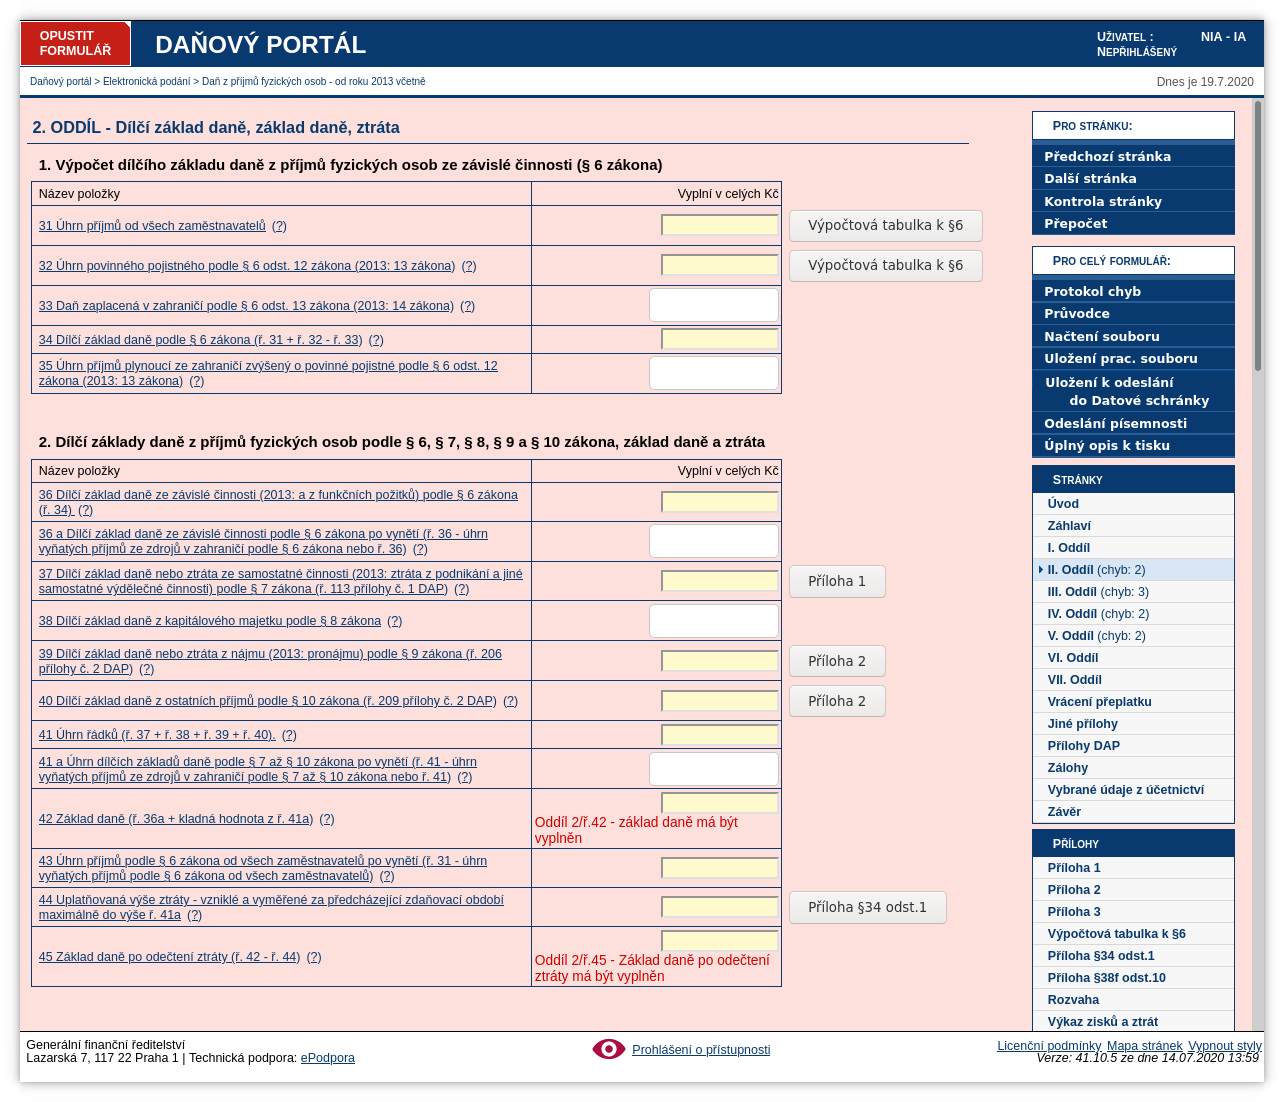 OPUSTIT
FORMULÁŘ
DAŇOVÝ PORTÁL
UŽIVATEL :
NEPŘIHLÁŠENÝ
NIA - IA
Daňový portál > Elektronická podání > Daň z příjmů fyzických osob - od roku 2013 včetně
Dnes je 19.7.2020
2. ODDÍL - Dílčí základ daně, základ daně, ztráta
1. Výpočet dílčího základu daně z příjmů fyzických osob ze závislé činnosti (§ 6 zákona)
Název položky
Vyplní v celých Kč
31 Úhrn příjmů od všech zaměstnavatelů (?)
Výpočtová tabulka k §6
32 Úhrn povinného pojistného podle § 6 odst. 12 zákona (2013: 13 zákona) (?)
Výpočtová tabulka k §6
33 Daň zaplacená v zahraničí podle § 6 odst. 13 zákona (2013: 14 zákona) (?)
34 Dílčí základ daně podle § 6 zákona (ř. 31 + ř. 32 - ř. 33) (?)
35 Úhrn příjmů plynoucí ze zahraničí zvýšený o povinné pojistné podle § 6 odst. 12
zákona (2013: 13 zákona) (?)
2. Dílčí základy daně z příjmů fyzických osob podle § 6, § 7, § 8, § 9 a § 10 zákona, základ daně a ztráta
Název položky
Vyplní v celých Kč
36 Dílčí základ daně ze závislé činnosti (2013: a z funkčních požitků) podle § 6 zákona
(ř. 34) (?)
36 a Dílčí základ daně ze závislé činnosti podle § 6 zákona po vynětí (ř. 36 - úhrn
vyňatých příjmů ze zdrojů v zahraničí podle § 6 zákona nebo ř. 36) (?)
37 Dílčí základ daně nebo ztráta ze samostatné činnosti (2013: ztráta z podnikání a jiné
samostatné výdělečné činnosti) podle § 7 zákona (ř. 113 přílohy č. 1 DAP) (?)
Příloha 1
38 Dílčí základ daně z kapitálového majetku podle § 8 zákona (?)
39 Dílčí základ daně nebo ztráta z nájmu (2013: pronájmu) podle § 9 zákona (ř. 206
přílohy č. 2 DAP) (?)
Příloha 2
40 Dílčí základ daně z ostatních příjmů podle § 10 zákona (ř. 209 přílohy č. 2 DAP) (?)
Příloha 2
41 Úhrn řádků (ř. 37 + ř. 38 + ř. 39 + ř. 40). (?)
41 a Úhrn dílčích základů daně podle § 7 až § 10 zákona po vynětí (ř. 41 - úhrn
vyňatých příjmů ze zdrojů v zahraničí podle § 7 až § 10 zákona nebo ř. 41) (?)
42 Základ daně (ř. 36a + kladná hodnota z ř. 41a) (?)
Oddíl 2/ř.42 - základ daně má být
vyplněn
43 Úhrn příjmů podle § 6 zákona od všech zaměstnavatelů po vynětí (ř. 31 - úhrn
vyňatých příjmů podle § 6 zákona od všech zaměstnavatelů) (?)
44 Uplatňovaná výše ztráty - vzniklé a vyměřené za předcházející zdaňovací období
maximálně do výše ř. 41a (?)
Příloha §34 odst.1
45 Základ daně po odečtení ztráty (ř. 42 - ř. 44) (?)
Oddíl 2/ř.45 - Základ daně po odečtení
ztráty má být vyplněn
PRO STRÁNKU:
Předchozí stránka
Další stránka
Kontrola stránky
Přepočet
PRO CELÝ FORMULÁŘ:
Protokol chyb
Průvodce
Načtení souboru
Uložení prac. souboru
Uložení k odeslání
do Datové schránky
Odeslání písemnosti
Úplný opis k tisku
STRÁNKY
Úvod
Záhlaví
I. Oddíl
II. Oddíl (chyb: 2)
III. Oddíl (chyb: 3)
IV. Oddíl (chyb: 2)
V. Oddíl (chyb: 2)
VI. Oddíl
VII. Oddíl
Vrácení přeplatku
Jiné přílohy
Přílohy DAP
Zálohy
Vybrané údaje z účetnictví
Závěr
PŘÍLOHY
Příloha 1
Příloha 2
Příloha 3
Výpočtová tabulka k §6
Příloha §34 odst.1
Příloha §38f odst.10
Rozvaha
Výkaz zisků a ztrát
Generální finanční ředitelství
Lazarská 7, 117 22 Praha 1 | Technická podpora: ePodpora
Prohlášení o přístupnosti
Licenční podmínky Mapa stránek Vypnout styly
Verze: 41.10.5 ze dne 14.07.2020 13:59